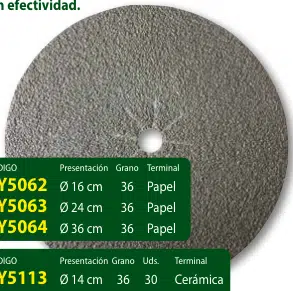 n efectividad.
DIGO Presentación Grano Terminal
Y5062 Ø 16 cm 36 Papel
Y5063 Ø 24 cm 36 Papel
Y5064 Ø 36 cm 36 Papel
DIGO Presentación Grano Uds. Terminal
Y5113 Ø 14 cm 36 30 Cerámica